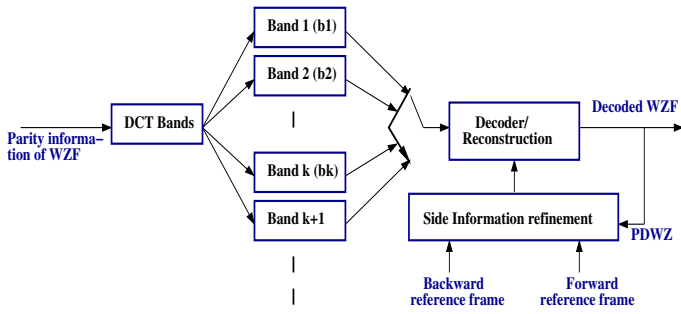 Band 1 (b1)
Band 2 (b2)
DCT Bands
Parity informa-
tion of WZF
Band k (bk)
Band k+1
Decoder/
Reconstruction
Decoded WZF
Side Information refinement
PDWZ
Backward
reference frame
Forward
reference frame